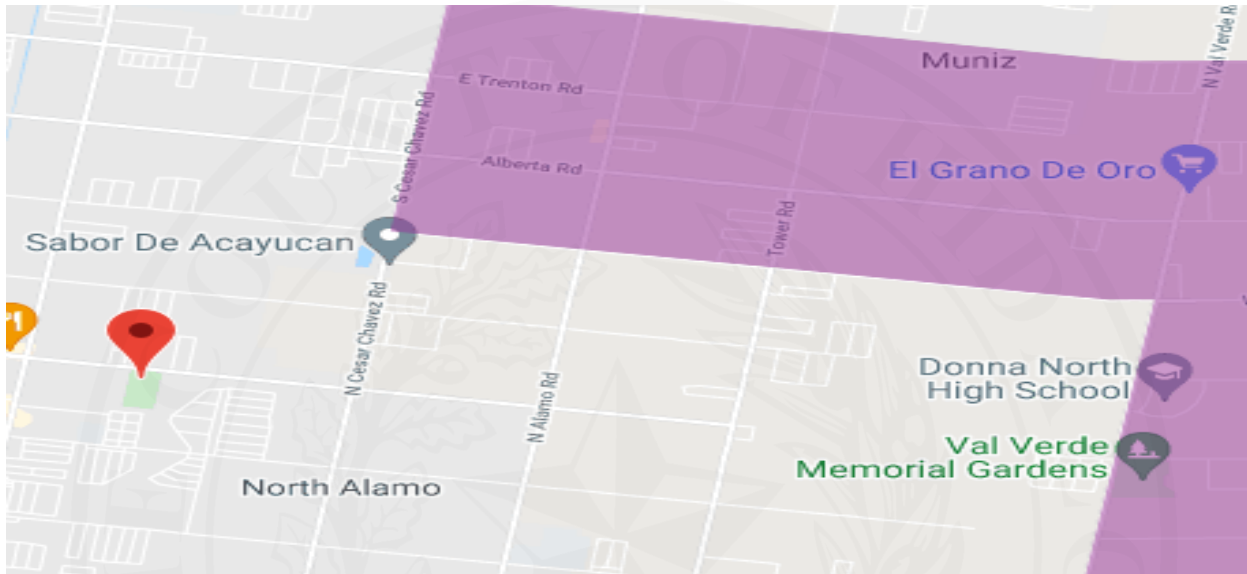 Muniz
N Val Verde R
E Trenton Rd
S Cesar Chavez Rd
Alberta Rd
El Grano De Oro
Tower Rd
Sabor De Acayucan
N Cesar Chavez Rd
Donna North
High School
N Alamo Rd
Val Verde
Memorial Gardens
North Alamo